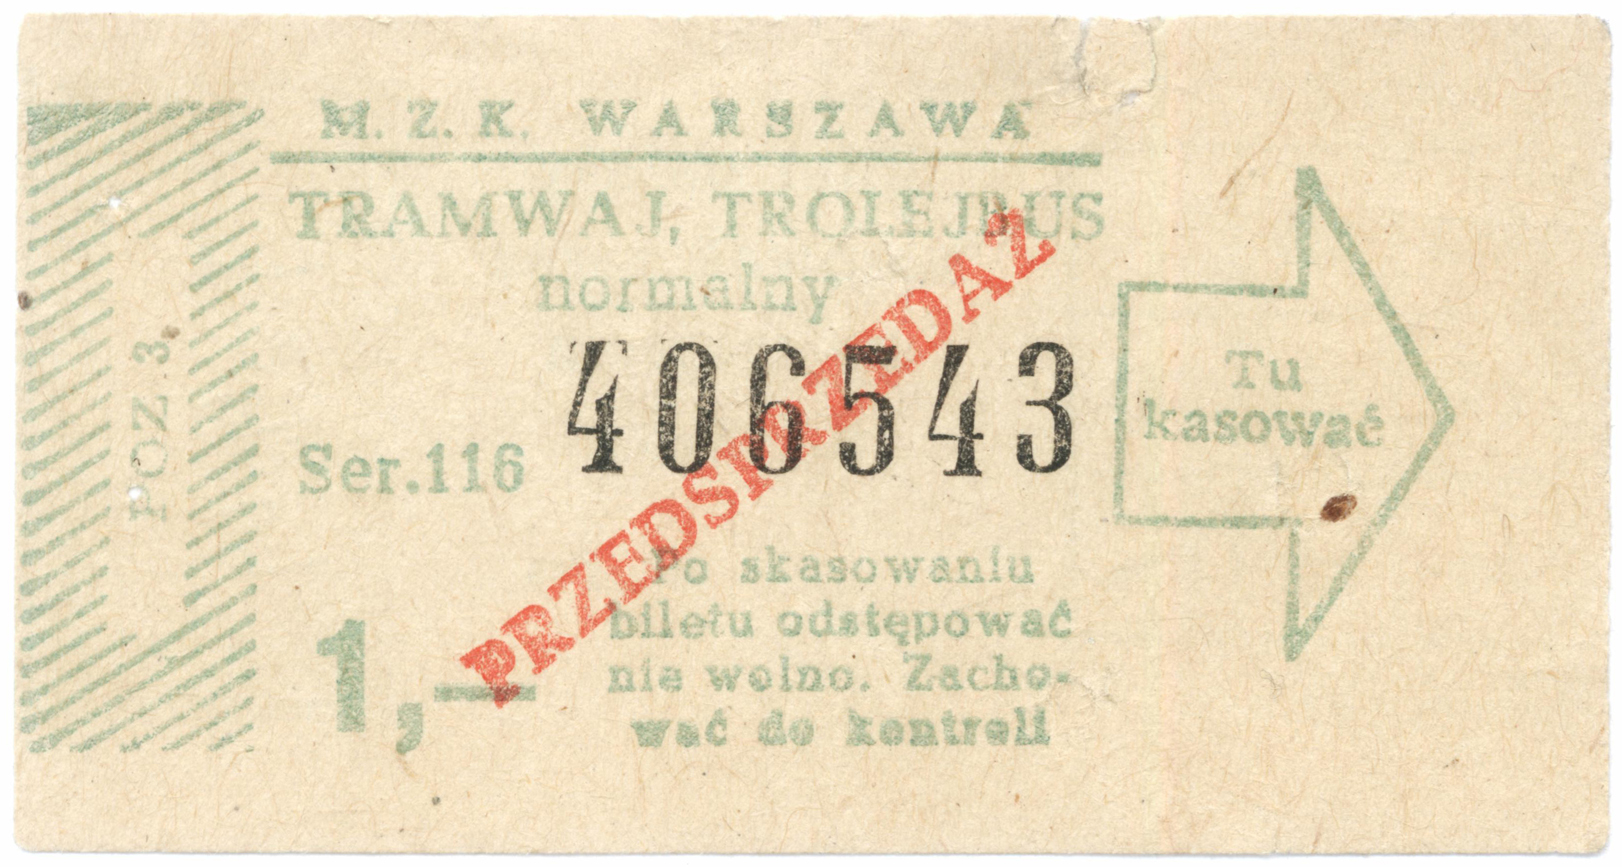 M. Z. K. WARSZAWA
TRAMWAJ, TROLEJBUS
normalny
406543
Ser.116
PRZEDSPRZEDAZ
1,—
Po skasowaniu
biletu odstępować
nie wolno. Zacho-
wać do kontroli
POZ 3.
Tu
kasować